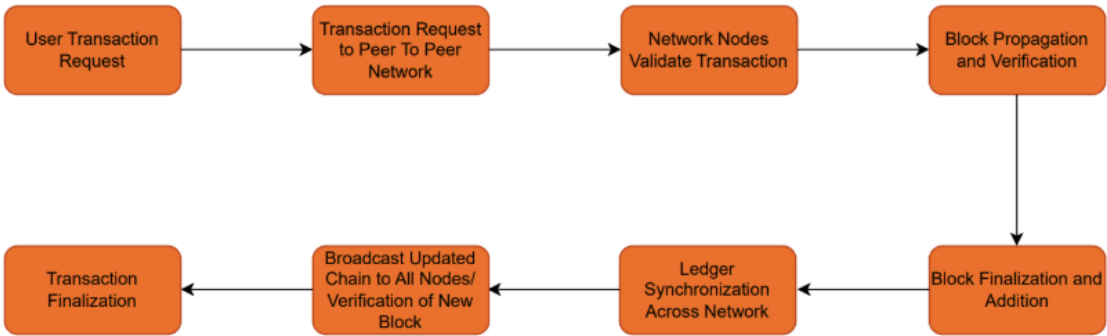 User Transaction
Request
Transaction Request
to Peer To Peer
Network
Network Nodes
Validate Transaction
Block Propagation
and Verification
Block Finalization and
Addition
Ledger
Synchronization
Across Network
Broadcast Updated
Chain to All Nodes/
Verification of New
Block
Transaction
Finalization